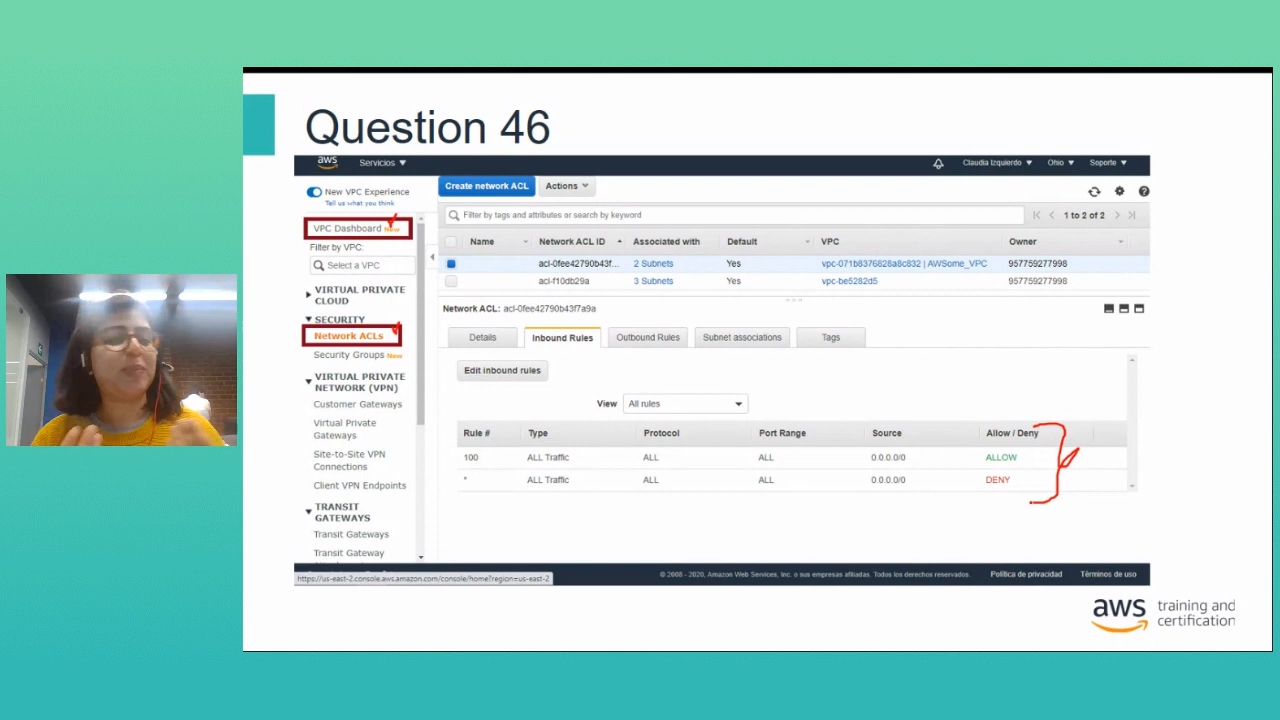 Question 46
aws
Servicios
Claudia Izquierdo
Ohio
Soporte
New VPC Experience
Tell us what you think
Create network ACL
Actions
VPC Dashboard New
Filter by VPC:
Select a VPC
VIRTUAL PRIVATE
CLOUD
SECURITY
Network ACLs
Security Groups New
VIRTUAL PRIVATE
NETWORK (VPN)
Customer Gateways
Virtual Private
Gateways
Site-to-Site VPN
Connections
Client VPN Endpoints
TRANSIT
GATEWAYS
Transit Gateways
Transit Gateway
Filter by tags and attributes or search by keyword
1 to 2 of 2
Name Network ACL ID Associated with Default VPC Owner
acl-0fee42790b43f... 2 Subnets Yes vpc-071b8376828a8c832 | AWSome_VPC 957759277998
acl-f10db29a 3 Subnets Yes vpc-be5282d5 957759277998
Network ACL: acl-0fee42790b43f7a9a
Details Inbound Rules Outbound Rules Subnet associations Tags
Edit inbound rules
View All rules
Rule # Type Protocol Port Range Source Allow / Deny
100 ALL Traffic ALL ALL 0.0.0.0/0 ALLOW
* ALL Traffic ALL ALL 0.0.0.0/0 DENY
https://us-east-2.console.aws.amazon.com/console/home?region=us-east-2
© 2008 - 2020, Amazon Web Services, Inc. o sus empresas afiliadas. Todos los derechos reservados.
Política de privacidad
Términos de uso
aws training and
certification